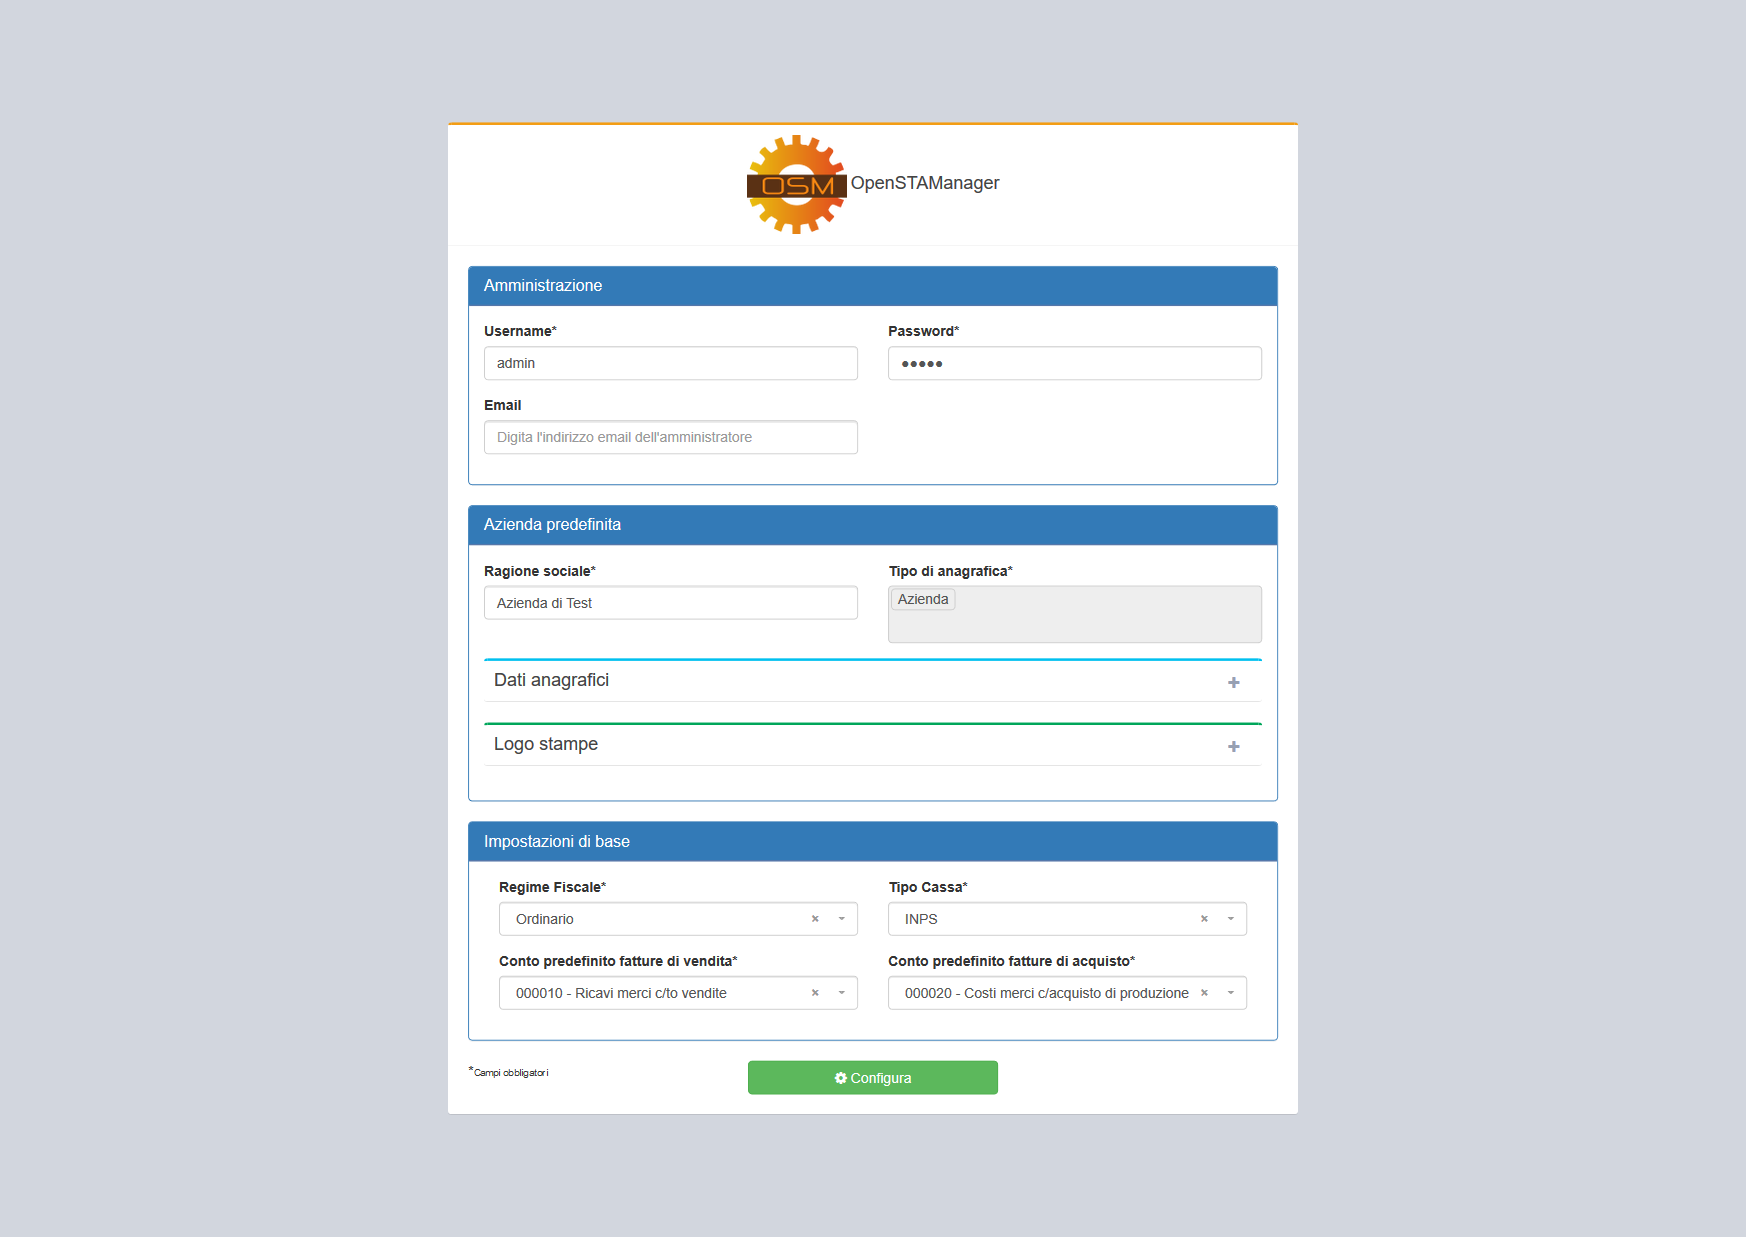 OSM OpenSTAManager
Amministrazione
Username* Password*
admin •••••
Email
Digita l'indirizzo email dell'amministratore
Azienda predefinita
Ragione sociale* Tipo di anagrafica*
Azienda di Test Azienda
Dati anagrafici
Logo stampe
Impostazioni di base
Regime Fiscale* Tipo Cassa*
Ordinario × INPS ×
Conto predefinito fatture di vendita* Conto predefinito fatture di acquisto*
000010 - Ricavi merci c/to vendite × 000020 - Costi merci c/acquisto di produzione ×
*Campi obbligatori Configura